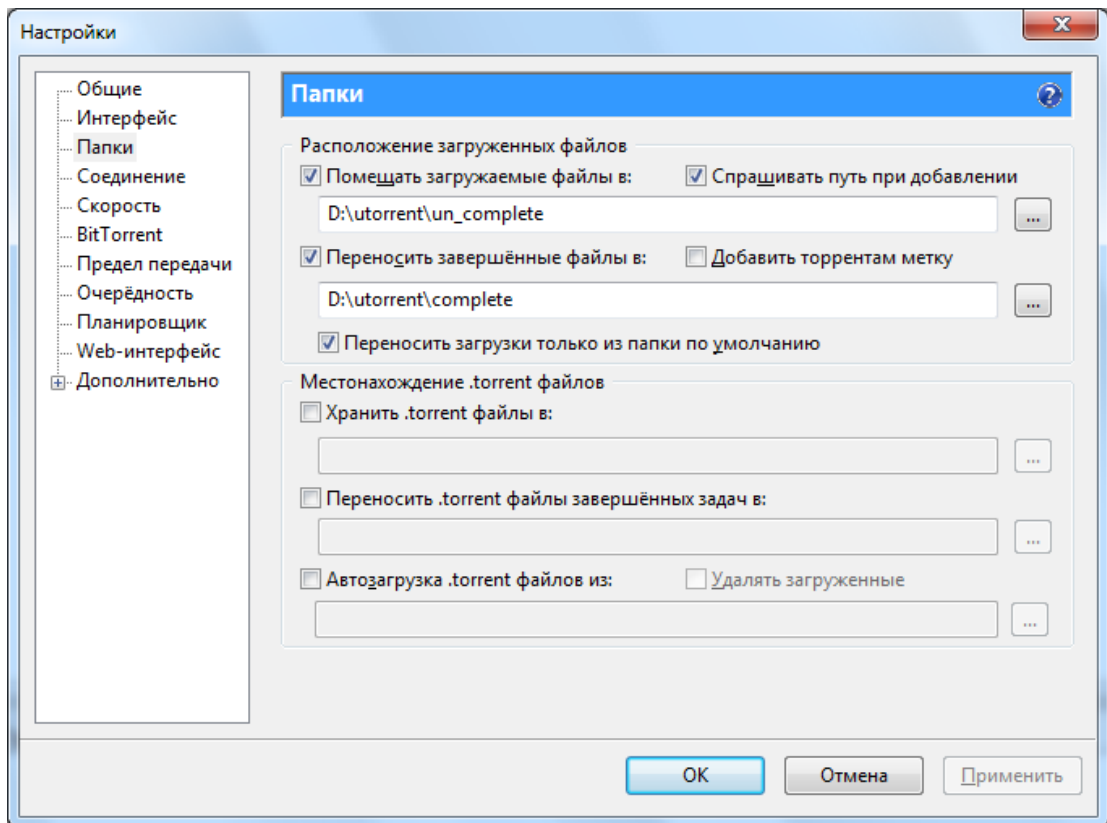 Настройки
Общие
Интерфейс
Папки
Соединение
Скорость
BitTorrent
Предел передачи
Очерёдность
Планировщик
Web-интерфейс
Дополнительно
Папки
Расположение загруженных файлов
Помещать загружаемые файлы в: Спрашивать путь при добавлении
D:\utorrent\un_complete ...
Переносить завершённые файлы в: Добавить торрентам метку
D:\utorrent\complete ...
Переносить загрузки только из папки по умолчанию
Местонахождение .torrent файлов
Хранить .torrent файлы в:
...
Переносить .torrent файлы завершённых задач в:
...
Автозагрузка .torrent файлов из: Удалять загруженные
...
OK Отмена Применить